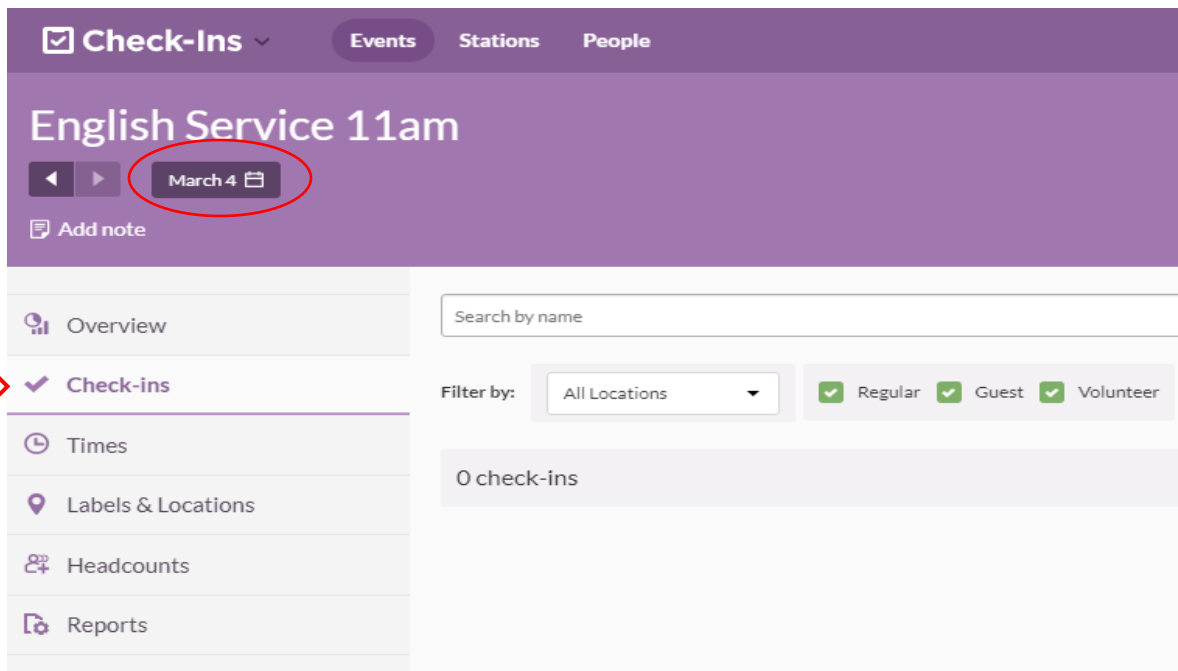 Check-Ins Events Stations People
English Service 11am
March 4
Add note
Overview
Check-ins
Times
Labels & Locations
Headcounts
Reports
Search by name
Filter by: All Locations Regular Guest Volunteer
0 check-ins